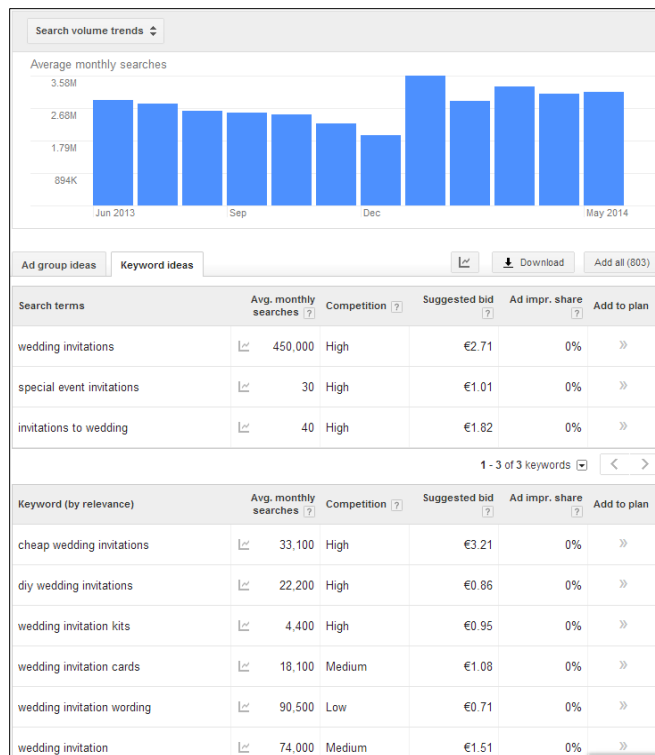 Search volume trends
Average monthly searches
3.58M
2.68M
1.79M
894K
Jun 2013 Sep Dec May 2014
Ad group ideas Keyword ideas Download Add all (803)
Search terms Avg. monthly searches ? Competition ? Suggested bid ? Ad impr. share ? Add to plan
wedding invitations 450,000 High €2.71 0% »
special event invitations 30 High €1.01 0% »
invitations to wedding 40 High €1.82 0% »
1 - 3 of 3 keywords
Keyword (by relevance) Avg. monthly searches ? Competition ? Suggested bid ? Ad impr. share ? Add to plan
cheap wedding invitations 33,100 High €3.21 0% »
diy wedding invitations 22,200 High €0.86 0% »
wedding invitation kits 4,400 High €0.95 0% »
wedding invitation cards 18,100 Medium €1.08 0% »
wedding invitation wording 90,500 Low €0.71 0% »
wedding invitation 74,000 Medium €1.51 0% »